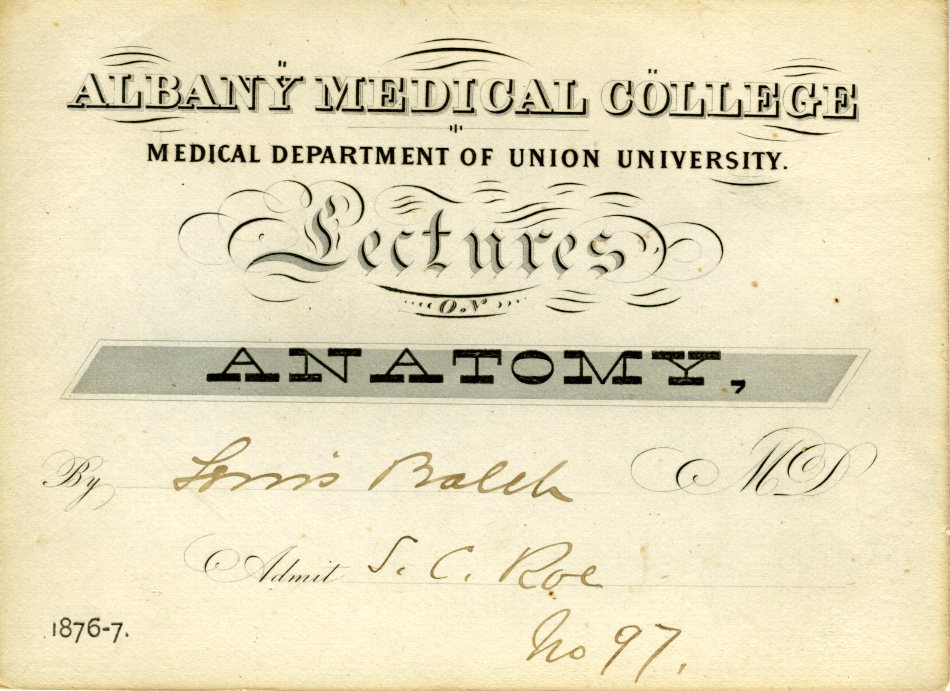 ALBANY MEDICAL COLLEGE
MEDICAL DEPARTMENT OF UNION UNIVERSITY.
Lectures
ON
ANATOMY,
By Louis Balch MD
Admit S. C. Roe
1876-7.
No 97.